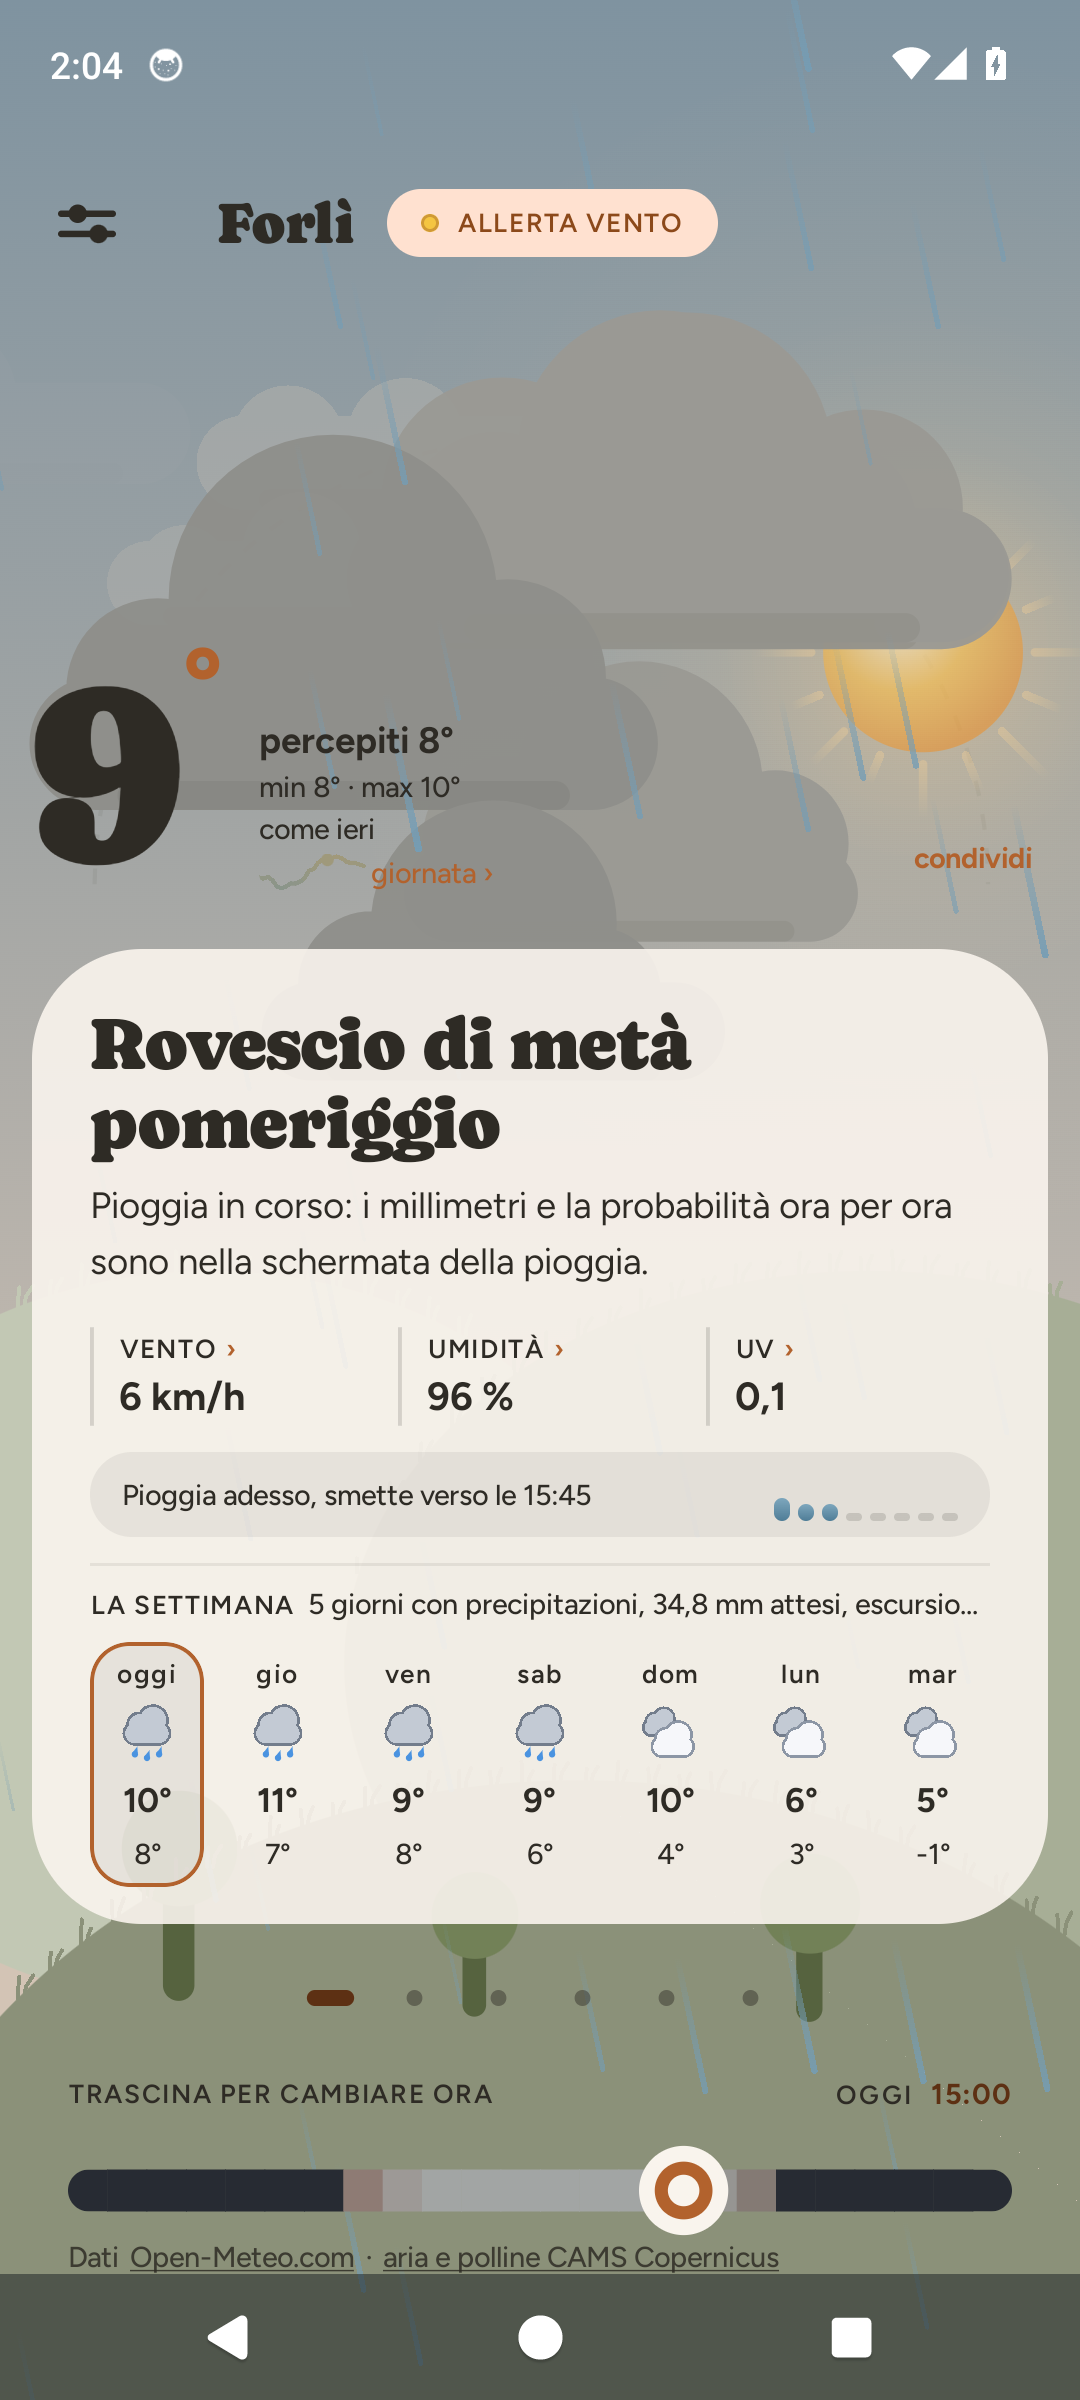 2:04
Forlì
ALLERTA VENTO
9°
percepiti 8°
min 8° · max 10°
come ieri
giornata ›
condividi
Rovescio di metà
pomeriggio
Pioggia in corso: i millimetri e la probabilità ora per ora
sono nella schermata della pioggia.
VENTO › UMIDITÀ › UV ›
6 km/h 96 % 0,1
Pioggia adesso, smette verso le 15:45
LA SETTIMANA 5 giorni con precipitazioni, 34,8 mm attesi, escursio...
oggi gio ven sab dom lun mar
10° 11° 9° 9° 10° 6° 5°
8° 7° 8° 6° 4° 3° -1°
TRASCINA PER CAMBIARE ORA OGGI 15:00
Dati Open-Meteo.com · aria e polline CAMS Copernicus